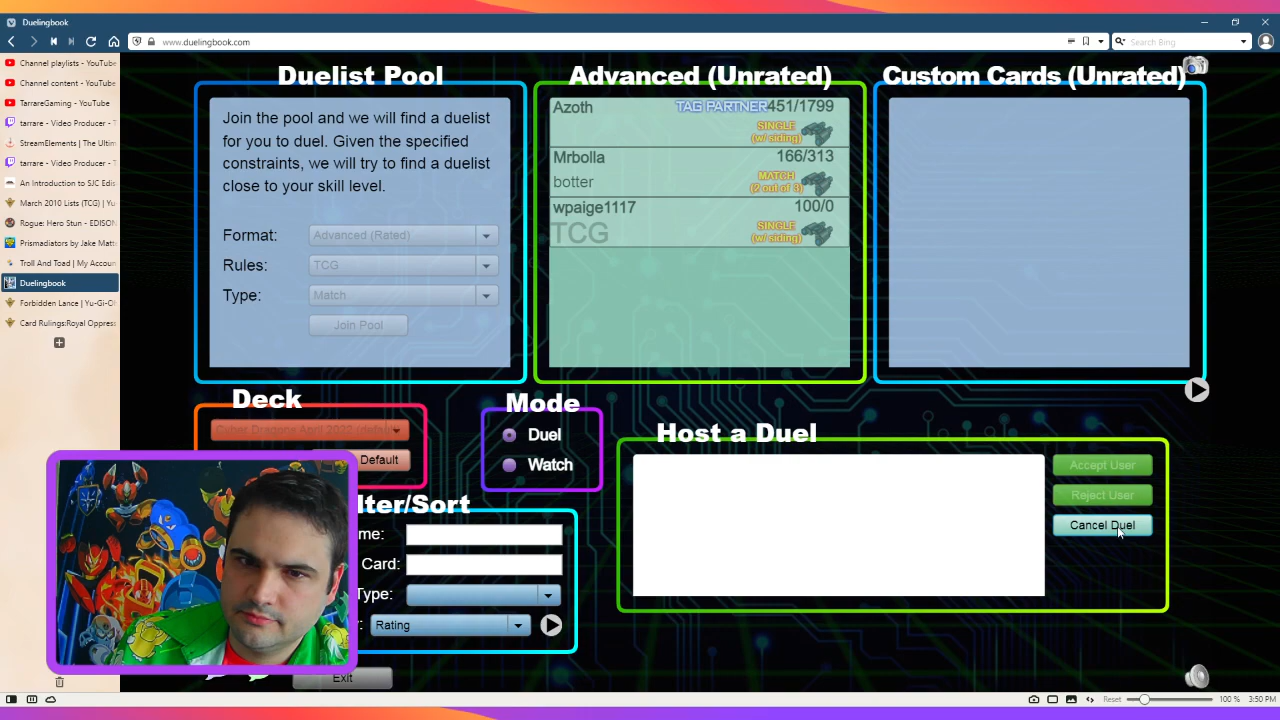 Duelingbook
www.duelingbook.com
Search Bing
Channel playlists - YouTube
Channel content - YouTube
TarrareGaming - YouTube
tarrare - Video Producer - T
StreamElements | The Ultim
tarrare - Video Producer - T
An Introduction to SJC Edis
March 2010 Lists (TCG) | Yu
Rogue: Hero Stun - EDISON
Prismadiators by Jake Matt
Troll And Toad | My Accoun
Duelingbook
Forbidden Lance | Yu-Gi-O!
Card Rulings:Royal Oppress
Duelist Pool
Join the pool and we will find a duelist
for you to duel. Given the specified
constraints, we will try to find a duelist
close to your skill level.
Format: Advanced (Rated)
Rules: TCG
Type: Match
Join Pool
Advanced (Unrated)
Azoth TAG PARTNER 451/1799
SINGLE
(w/ siding)
Mrbolla 166/313
botter MATCH
(2 out of 3)
wpaige1117 100/0
TCG SINGLE
(w/ siding)
Custom Cards (Unrated)
Deck
Cyber Dragons April 2022 (default)
Default
Mode
Duel
Watch
lter/Sort
me:
Card:
Type:
: Rating
Host a Duel
Accept User
Reject User
Cancel Duel
Exit
Reset 100 % 3:50 PM